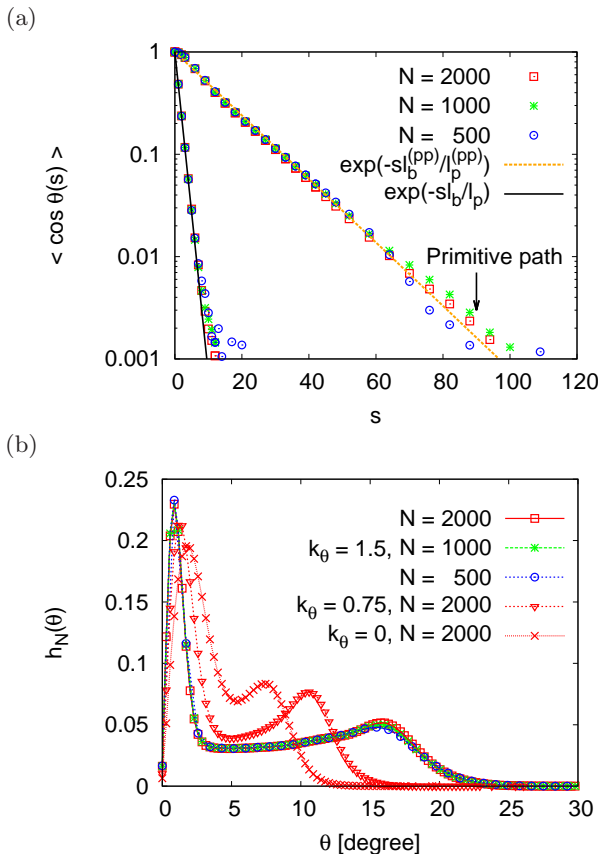 (a)
1
0.1
0.01
0.001
0 20 40 60 80 100 120
< cos θ(s) >
s
N = 2000
N = 1000
N = 500
exp(-sl_b^(pp)/l_p^(pp))
exp(-sl_b/l_p)
Primitive path
(b)
0.25
0.2
0.15
0.1
0.05
0
0 5 10 15 20 25 30
h_N(θ)
θ [degree]
N = 2000
k_θ = 1.5, N = 1000
N = 500
k_θ = 0.75, N = 2000
k_θ = 0, N = 2000